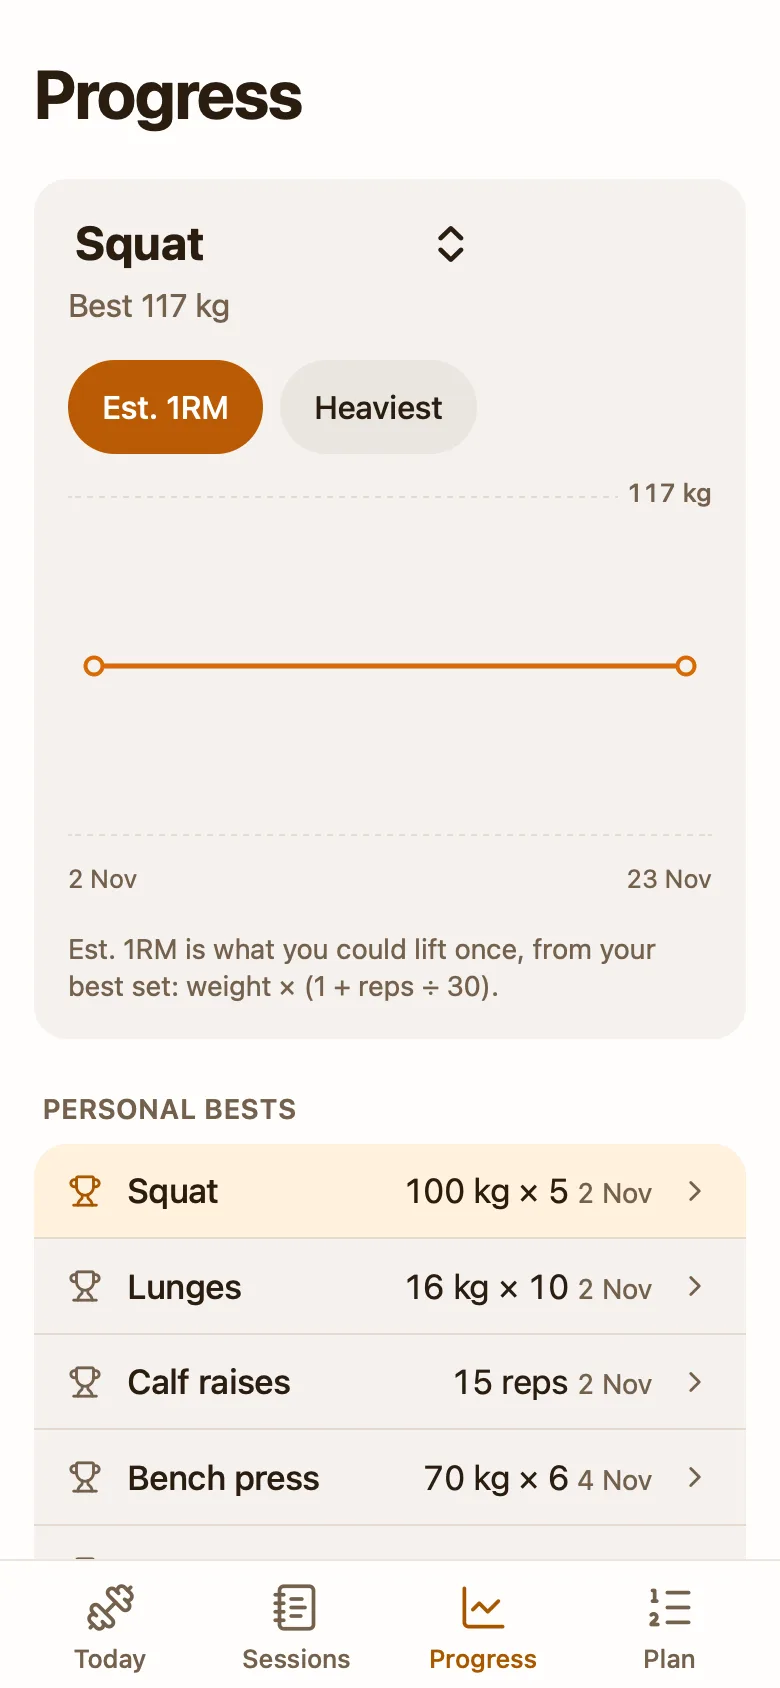 Progress
Squat
Best 117 kg
Est. 1RM
Heaviest
117 kg
2 Nov
23 Nov
Est. 1RM is what you could lift once, from your
best set: weight × (1 + reps ÷ 30).
PERSONAL BESTS
Squat 100 kg × 5 2 Nov
Lunges 16 kg × 10 2 Nov
Calf raises 15 reps 2 Nov
Bench press 70 kg × 6 4 Nov
Today
Sessions
Progress
Plan